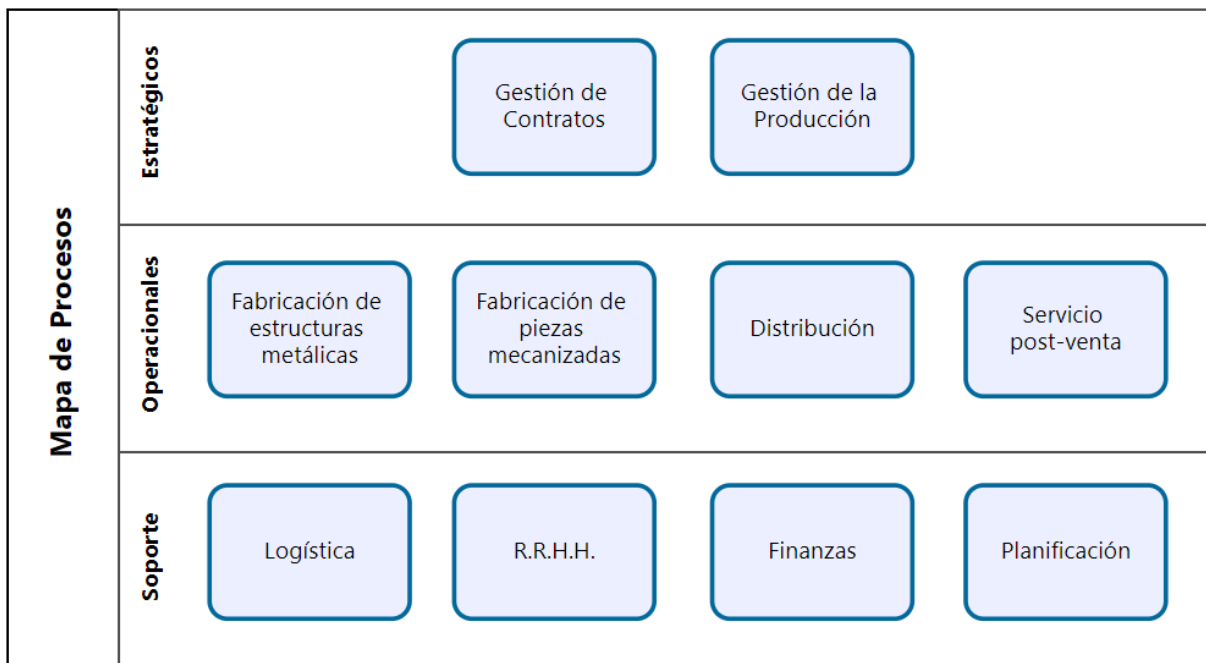 Mapa de Procesos
Estratégicos
Gestión de
Contratos
Gestión de la
Producción
Operacionales
Fabricación de
estructuras
metálicas
Fabricación de
piezas
mecanizadas
Distribución
Servicio
post-venta
Soporte
Logística
R.R.H.H.
Finanzas
Planificación